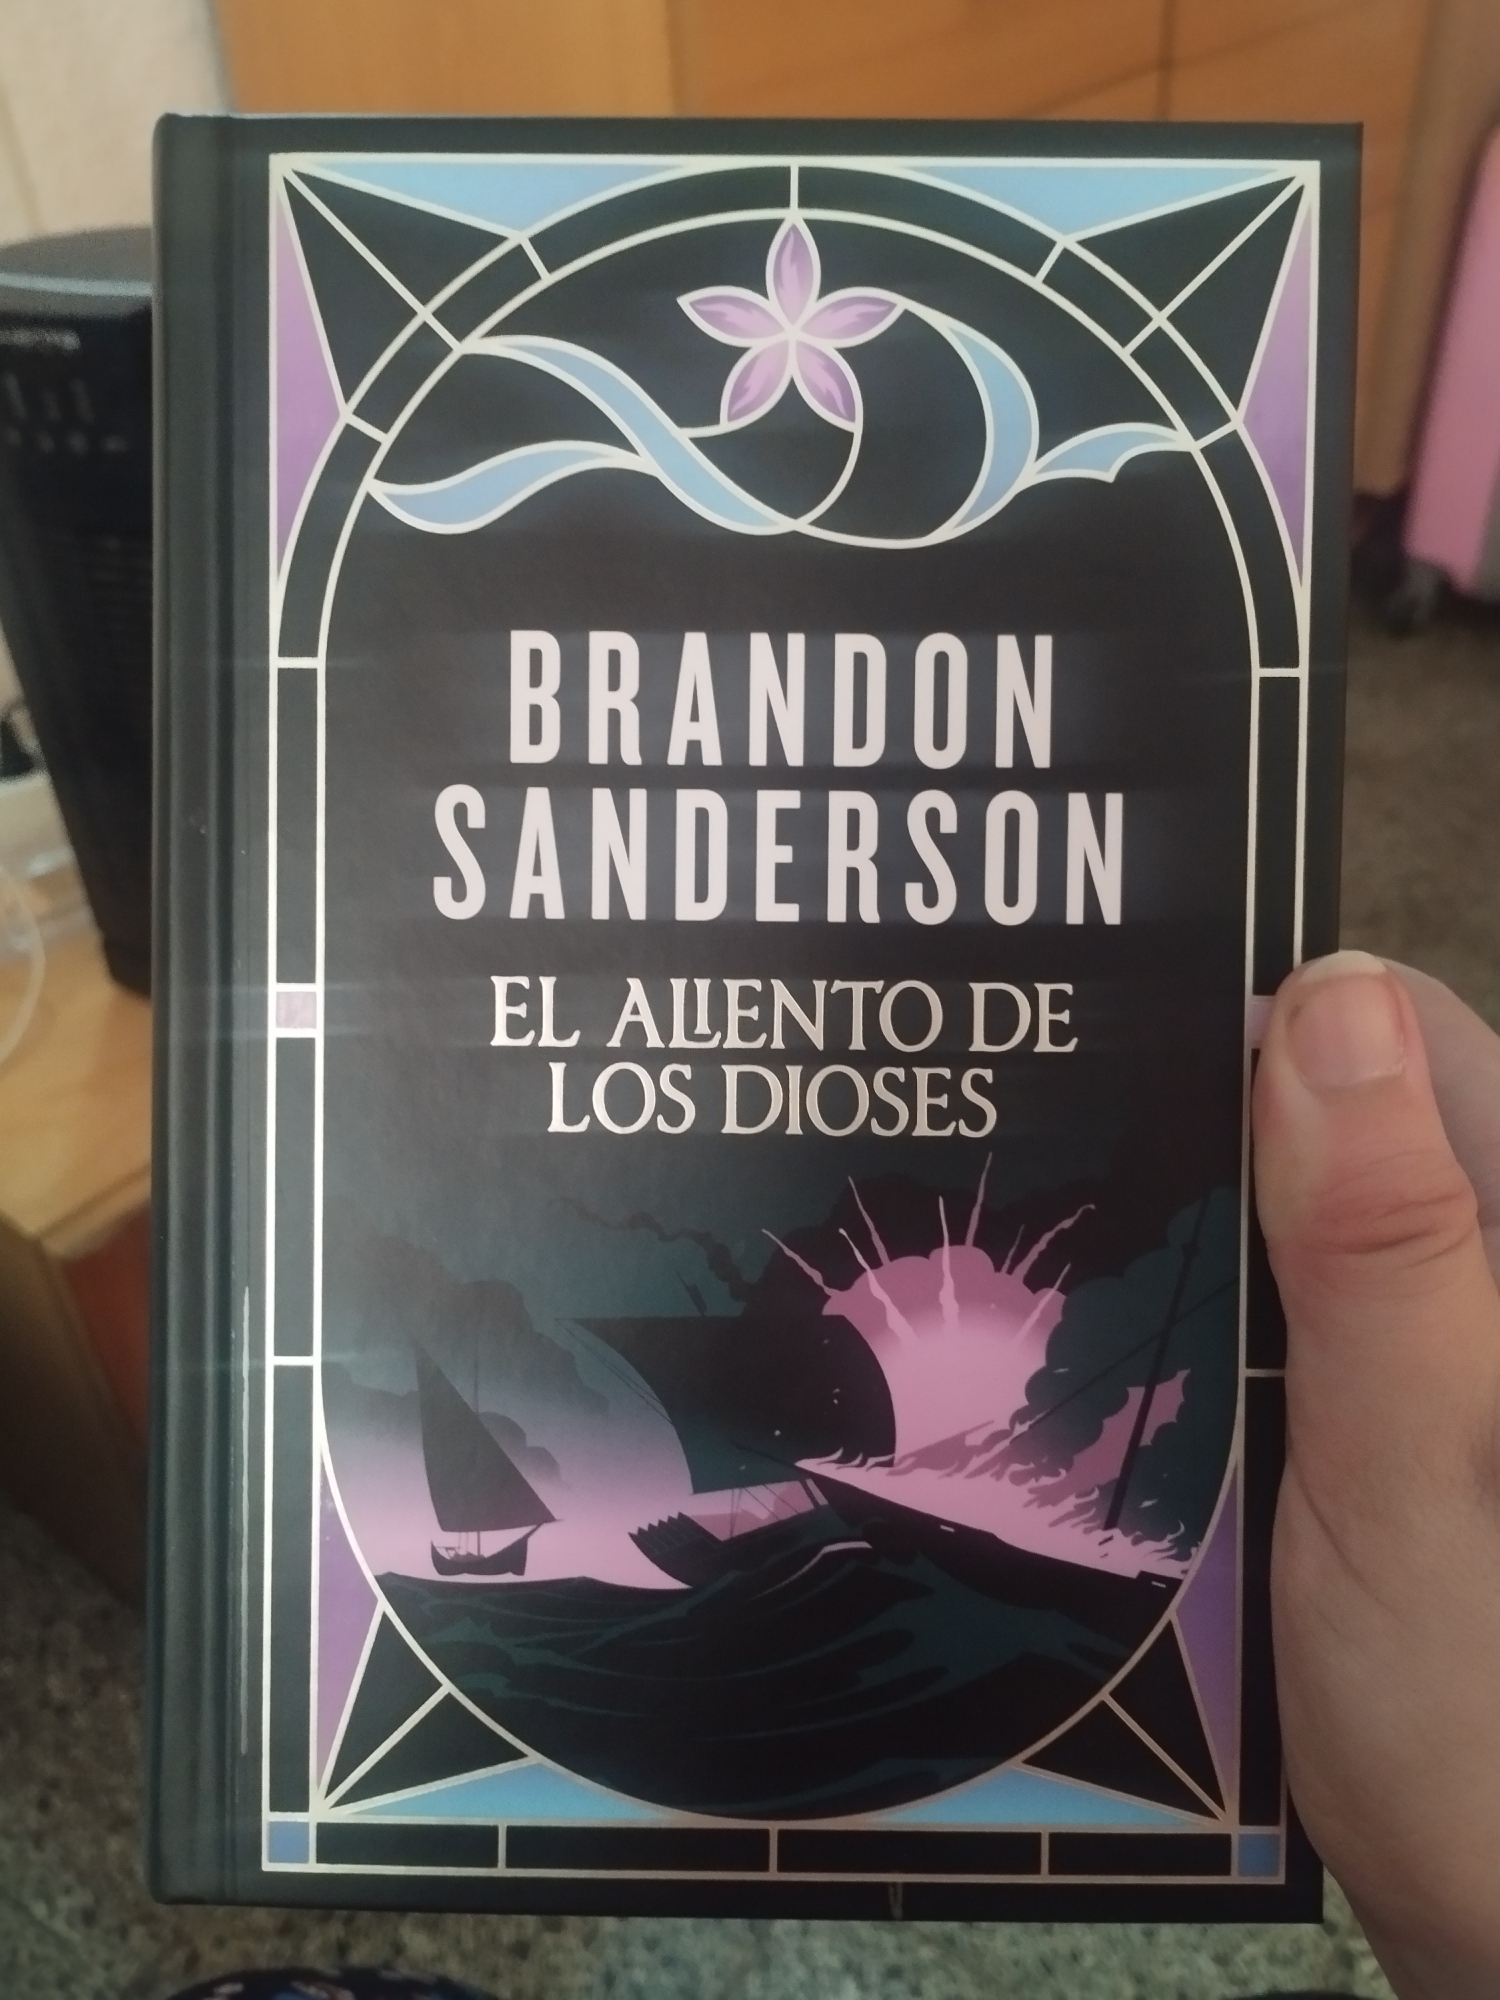 BRANDON
SANDERSON
EL ALIENTO DE
LOS DIOSES